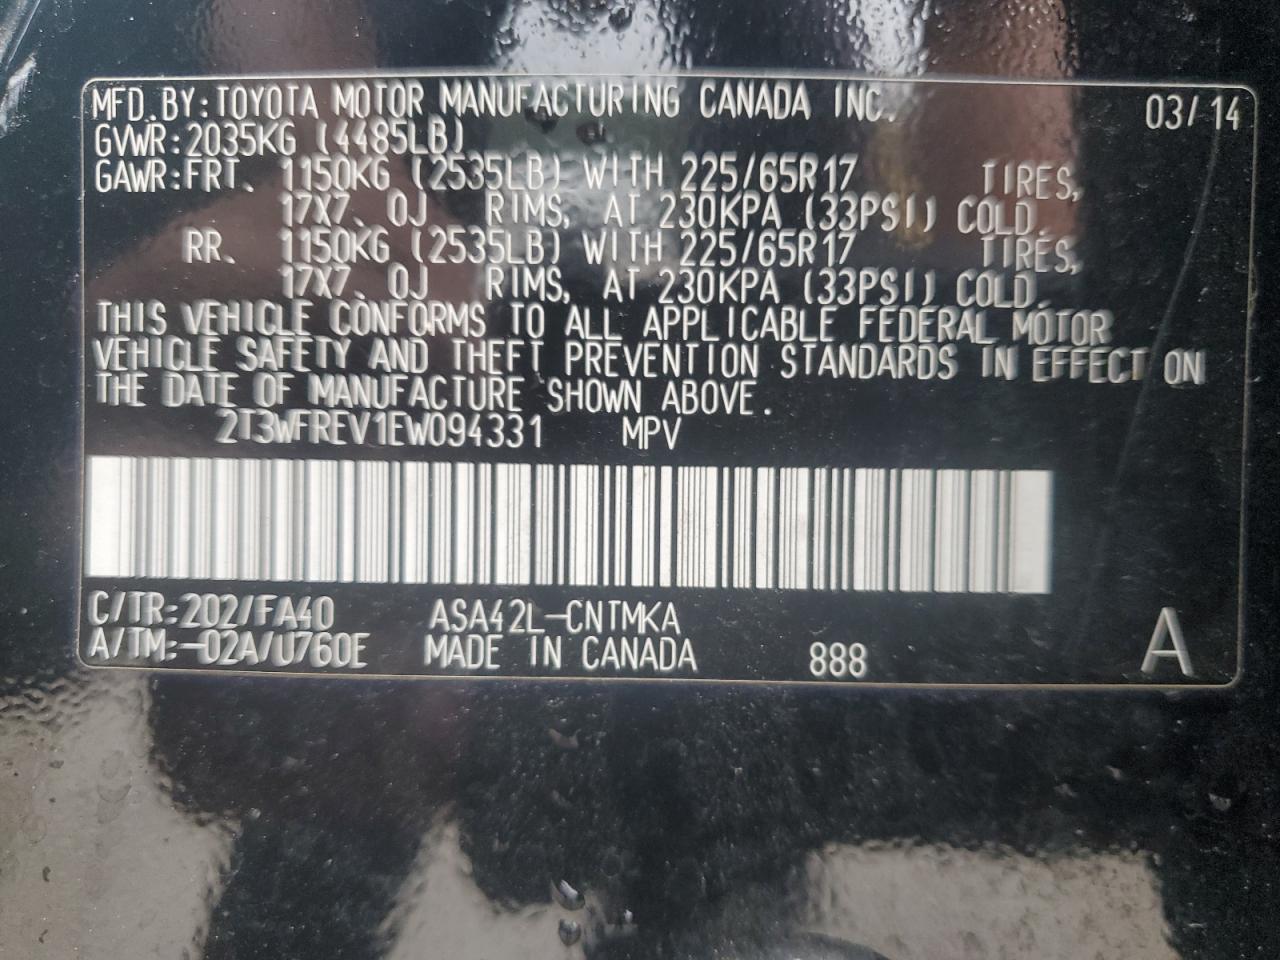 MFD.BY:TOYOTA MOTOR MANUFACTURING CANADA INC. 03/14
GVWR:2035KG (4485LB)
GAWR:FRT. 1150KG (2535LB) WITH 225/65R17 TIRES,
17X7.0J RIMS, AT 230KPA (33PSI) COLD.
RR. 1150KG (2535LB) WITH 225/65R17 TIRES,
17X7.0J RIMS, AT 230KPA (33PSI) COLD.
THIS VEHICLE CONFORMS TO ALL APPLICABLE FEDERAL MOTOR
VEHICLE SAFETY AND THEFT PREVENTION STANDARDS IN EFFECT ON
THE DATE OF MANUFACTURE SHOWN ABOVE.
2T3WFREV1EW094331 MPV
C/TR:202/FA40 ASA42L-CNTMKA
A/TM:-02A/U760E MADE IN CANADA 888 A